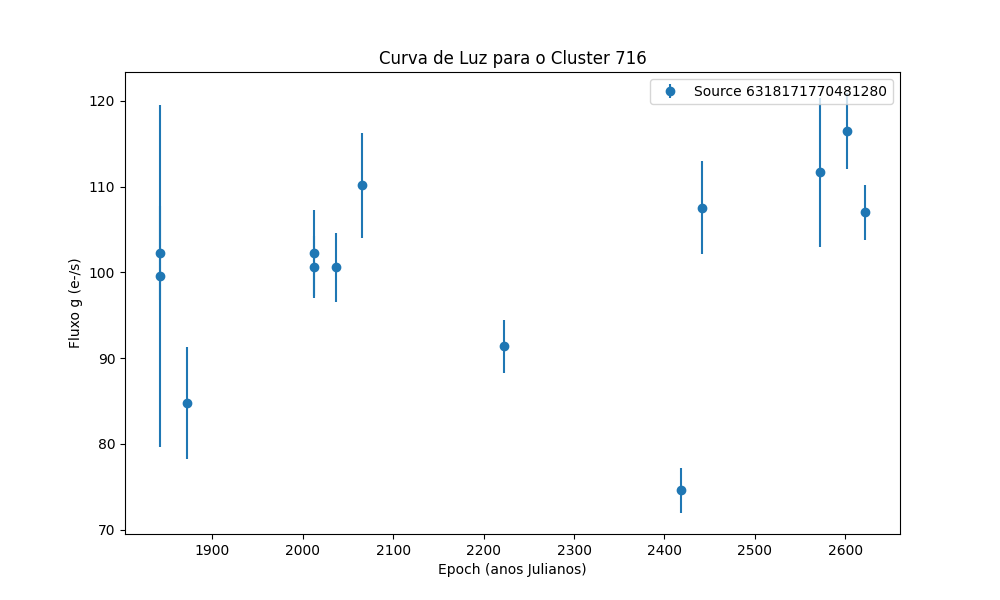 Curva de Luz para o Cluster 716
Source 6318171770481280
120
110
100
90
80
70
Fluxo g (e-/s)
1900 2000 2100 2200 2300 2400 2500 2600
Epoch (anos Julianos)